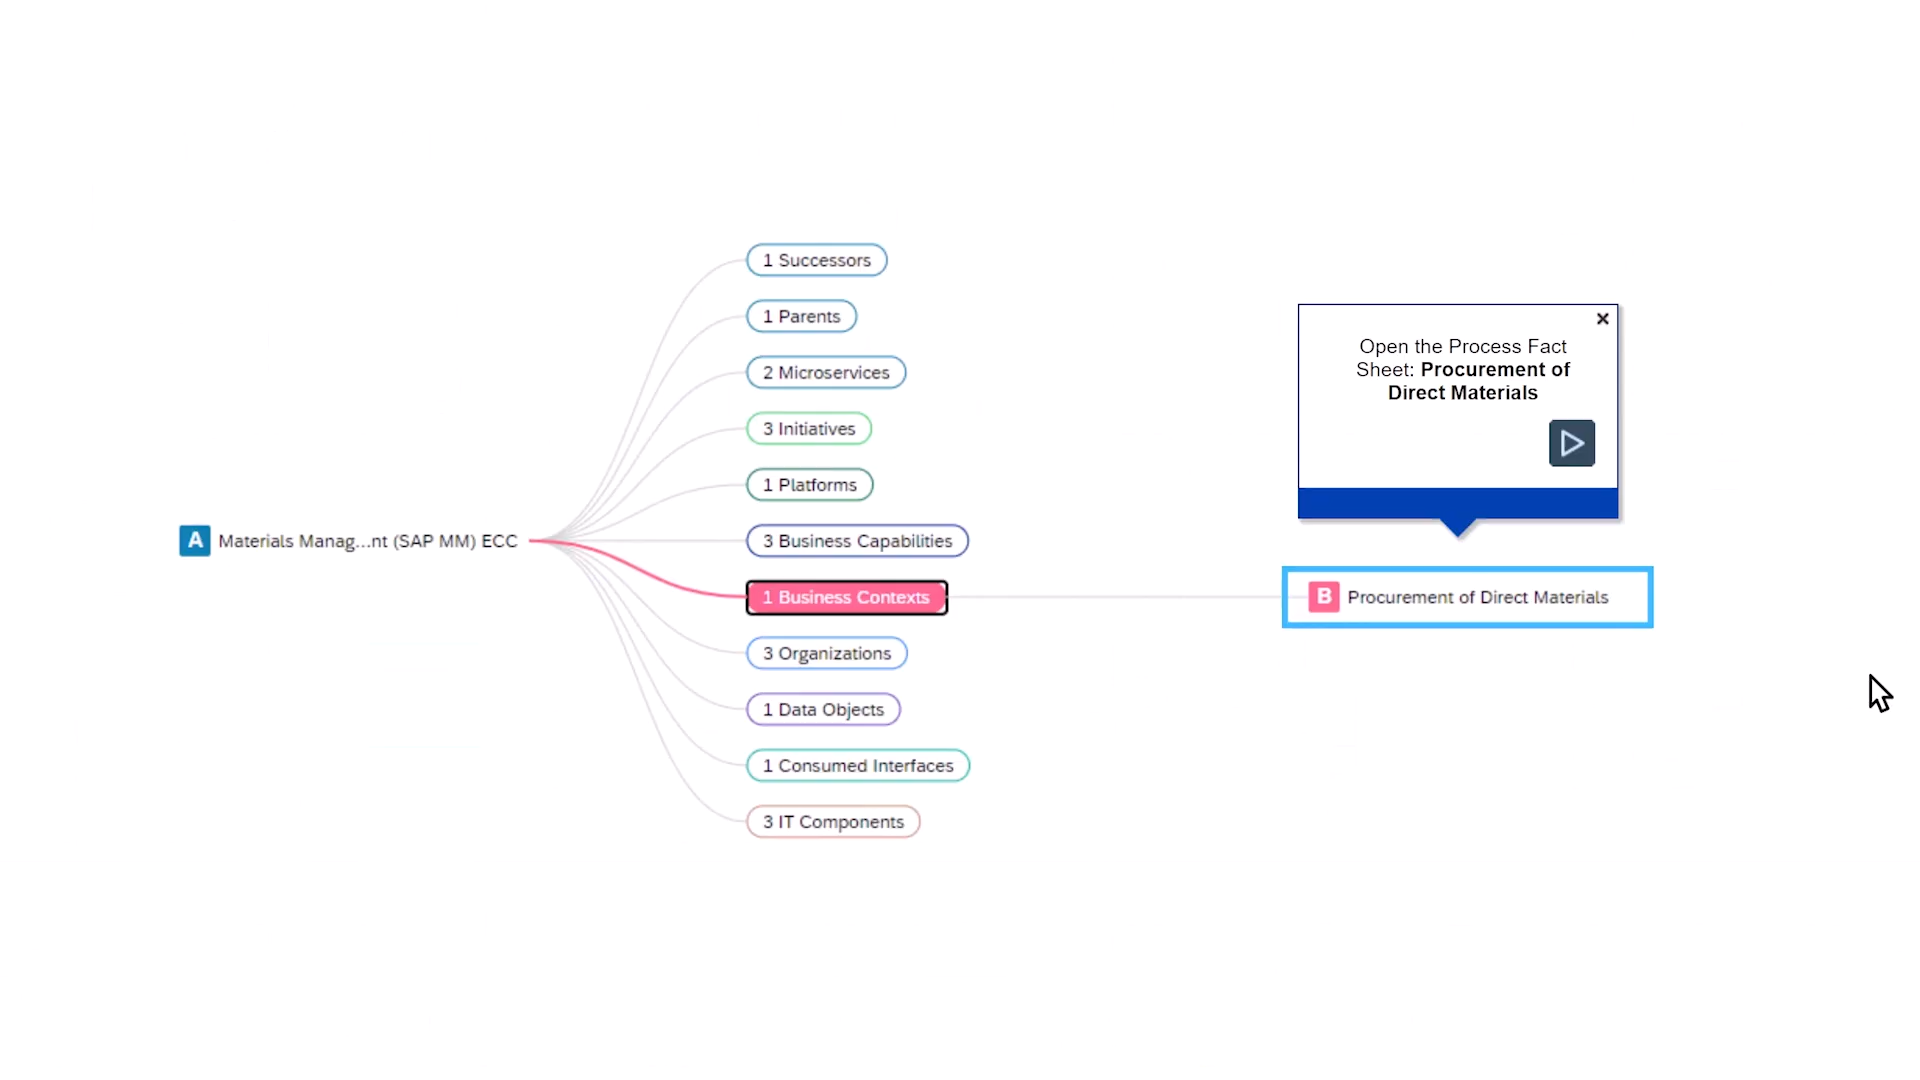 1 Successors
1 Parents
2 Microservices
3 Initiatives
1 Platforms
A Materials Manag...nt (SAP MM) ECC
3 Business Capabilities
1 Business Contexts
3 Organizations
1 Data Objects
1 Consumed Interfaces
3 IT Components
Open the Process Fact
Sheet: Procurement of
Direct Materials
B Procurement of Direct Materials